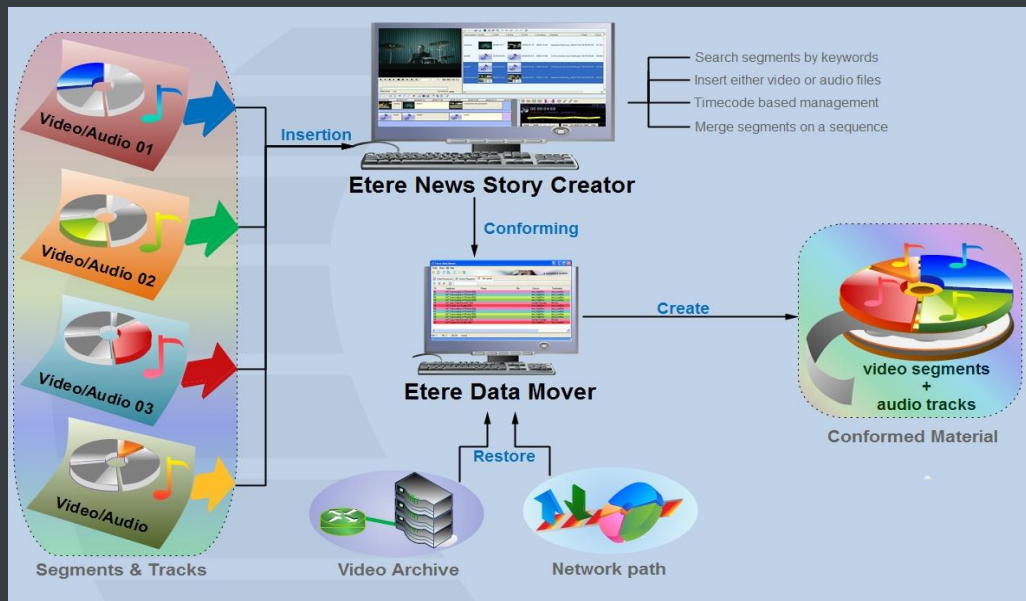 Video/Audio 01
Video/Audio 02
Video/Audio 03
Video/Audio
Segments & Tracks
Insertion
Etere News Story Creator
Search segments by keywords
Insert either video or audio files
Timecode based management
Merge segments on a sequence
Conforming
Etere Data Mover
Restore
Video Archive
Network path
Create
video segments
+
audio tracks
Conformed Material